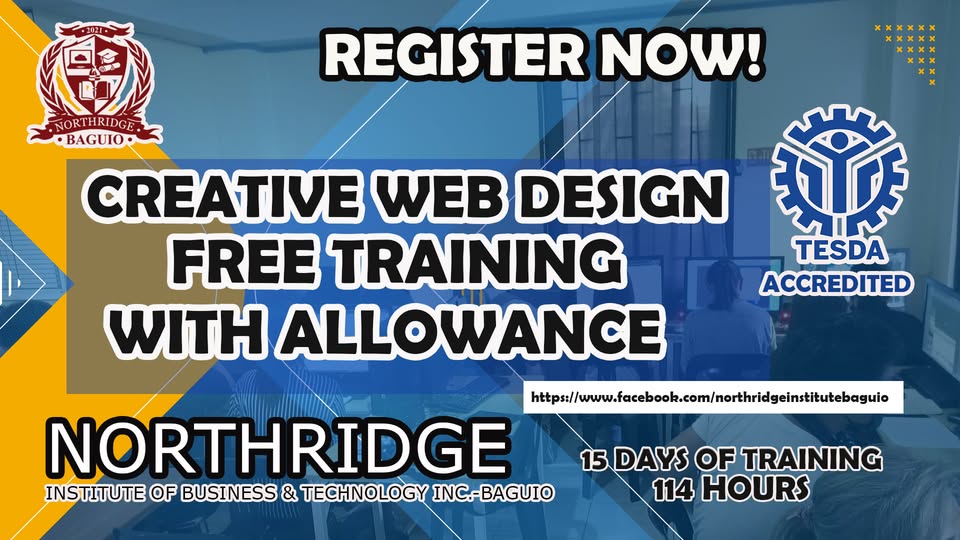 2021
NORTHRIDGE
BAGUIO
REGISTER NOW!
CREATIVE WEB DESIGN
FREE TRAINING
WITH ALLOWANCE
TESDA
ACCREDITED
https://www.facebook.com/northridgeinstitutebaguio
NORTHRIDGE
INSTITUTE OF BUSINESS & TECHNOLOGY INC.-BAGUIO
15 DAYS OF TRAINING
114 HOURS